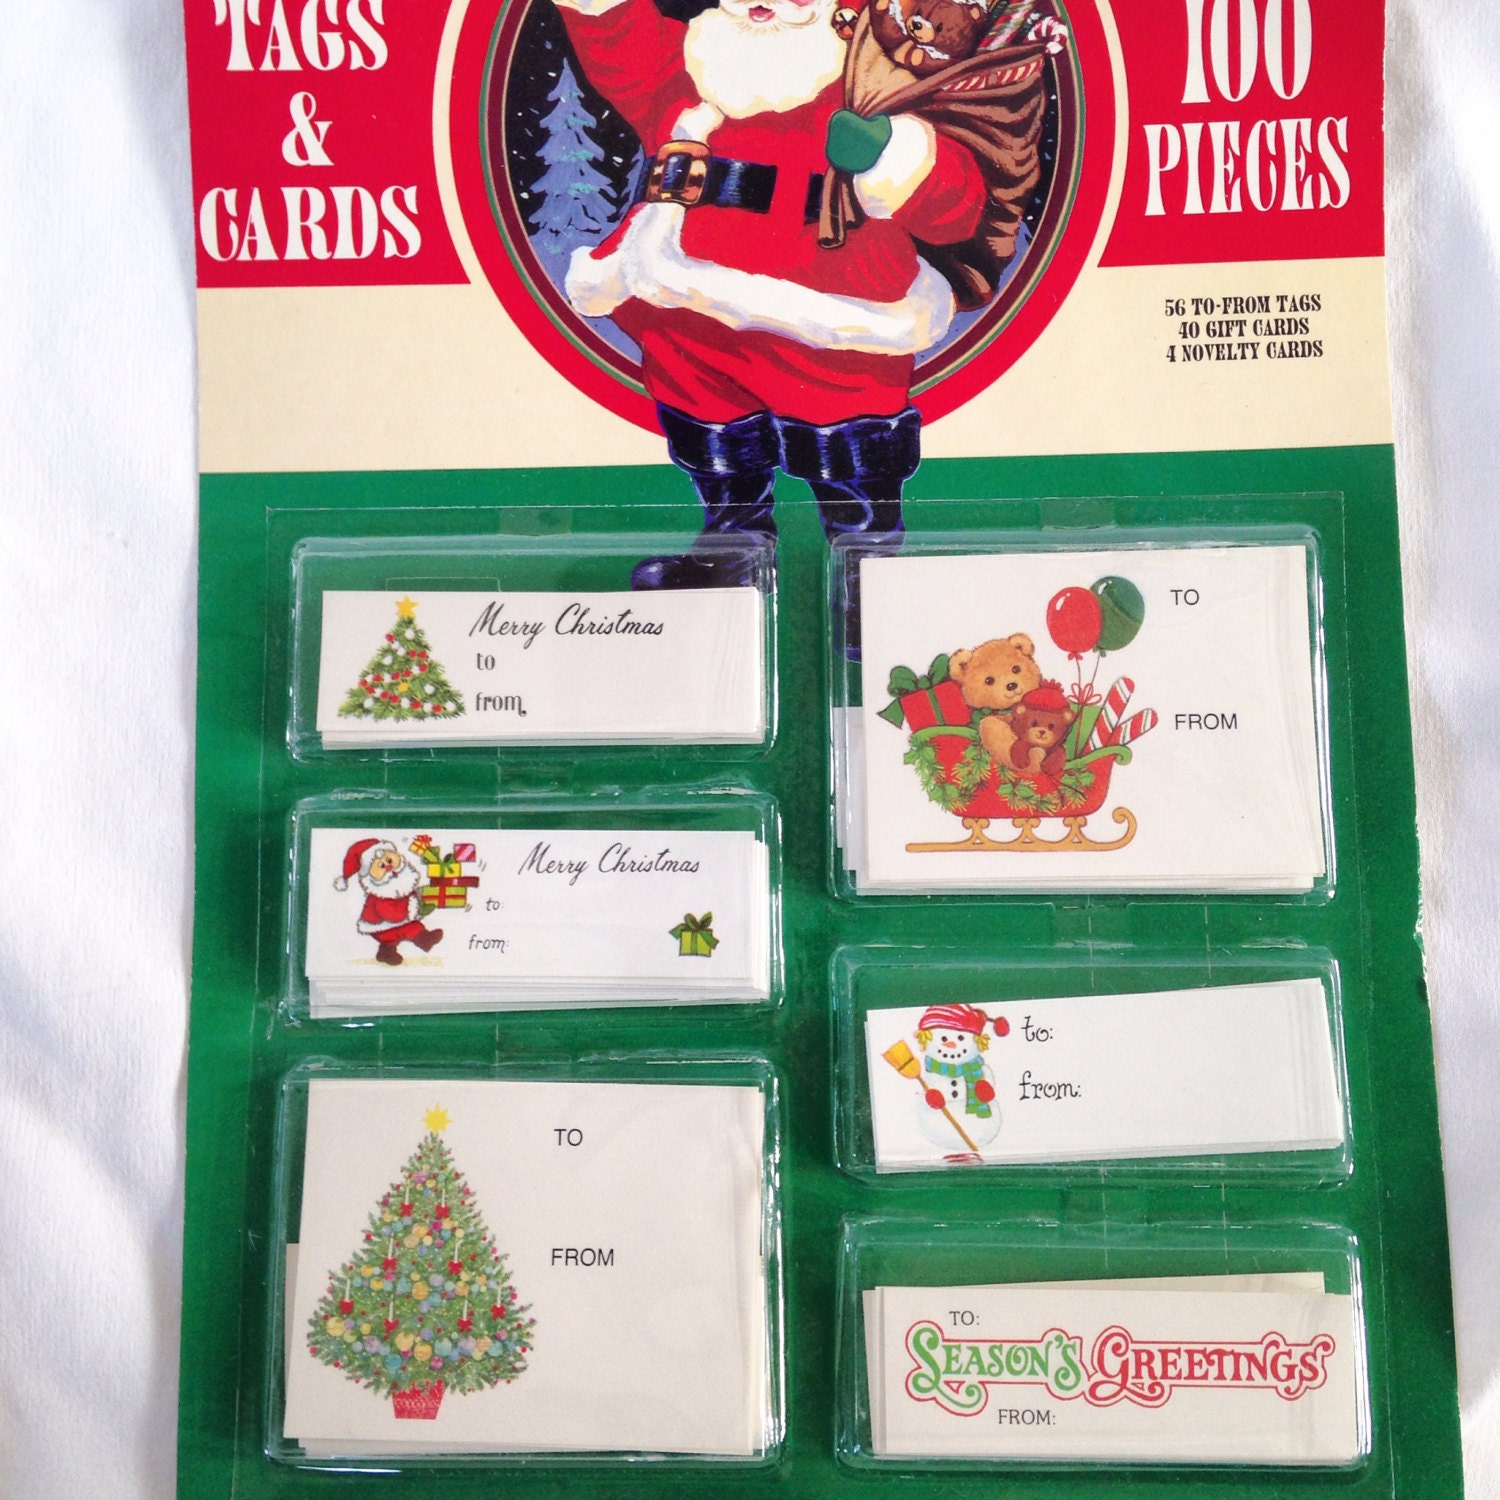 TAGS
&
CARDS
100
PIECES
56 TO-FROM TAGS
40 GIFT CARDS
4 NOVELTY CARDS
Merry Christmas
to
from
TO
FROM
Merry Christmas
to:
from:
to:
from:
TO
FROM
TO:
SEASON'S GREETINGS
FROM: